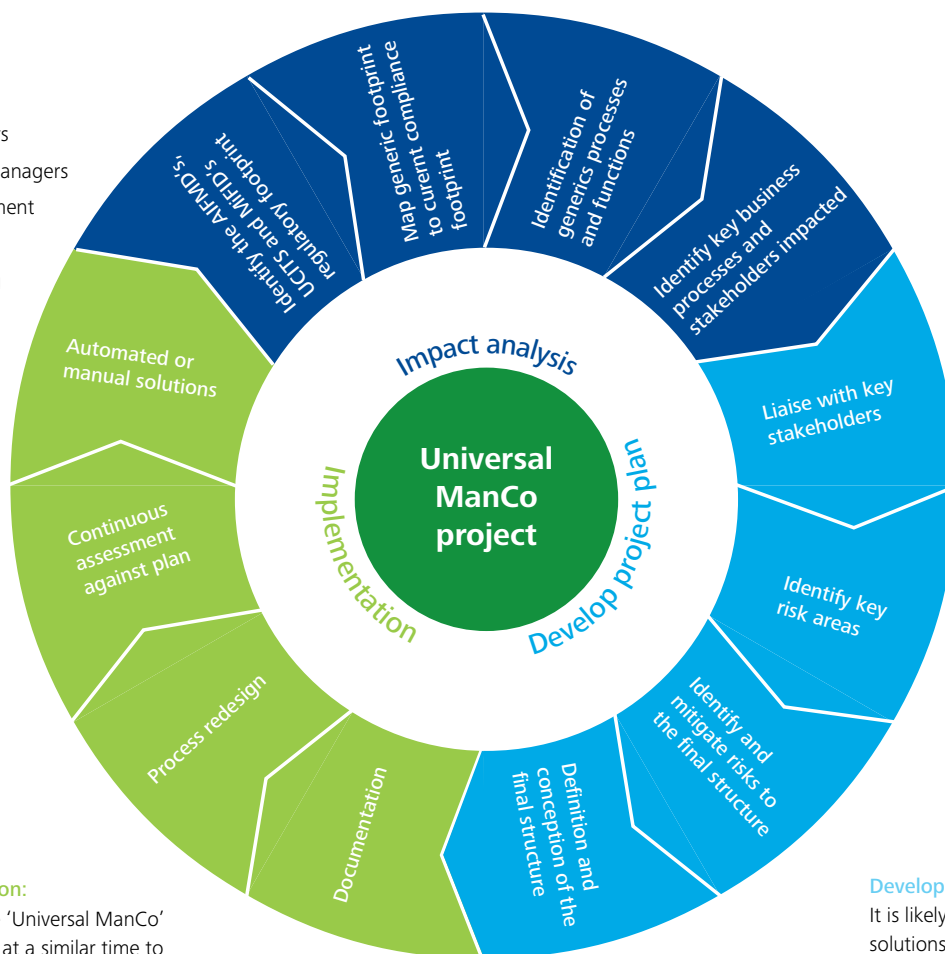 s
anagers
ment
Identify the AIFMD's,
UCITS and MiFID's
regulatory footprint
Map generic footprint
to curernt compliance
footprint
Identification of
generics processes
and functions
Identify key business
processes and
stakeholders impacted
Liaise with key
stakeholders
Identify key
risk areas
Identify and
mitigate risks to
the final structure
Definition and
conception of the
final structure
Documentation
Process redesign
Continuous
assessment
against plan
Automated or
manual solutions
Impact analysis
Develop project plan
Implementation
Universal
ManCo
project
on:
‘Universal ManCo’
at a similar time to
Develop
It is likely
solutions